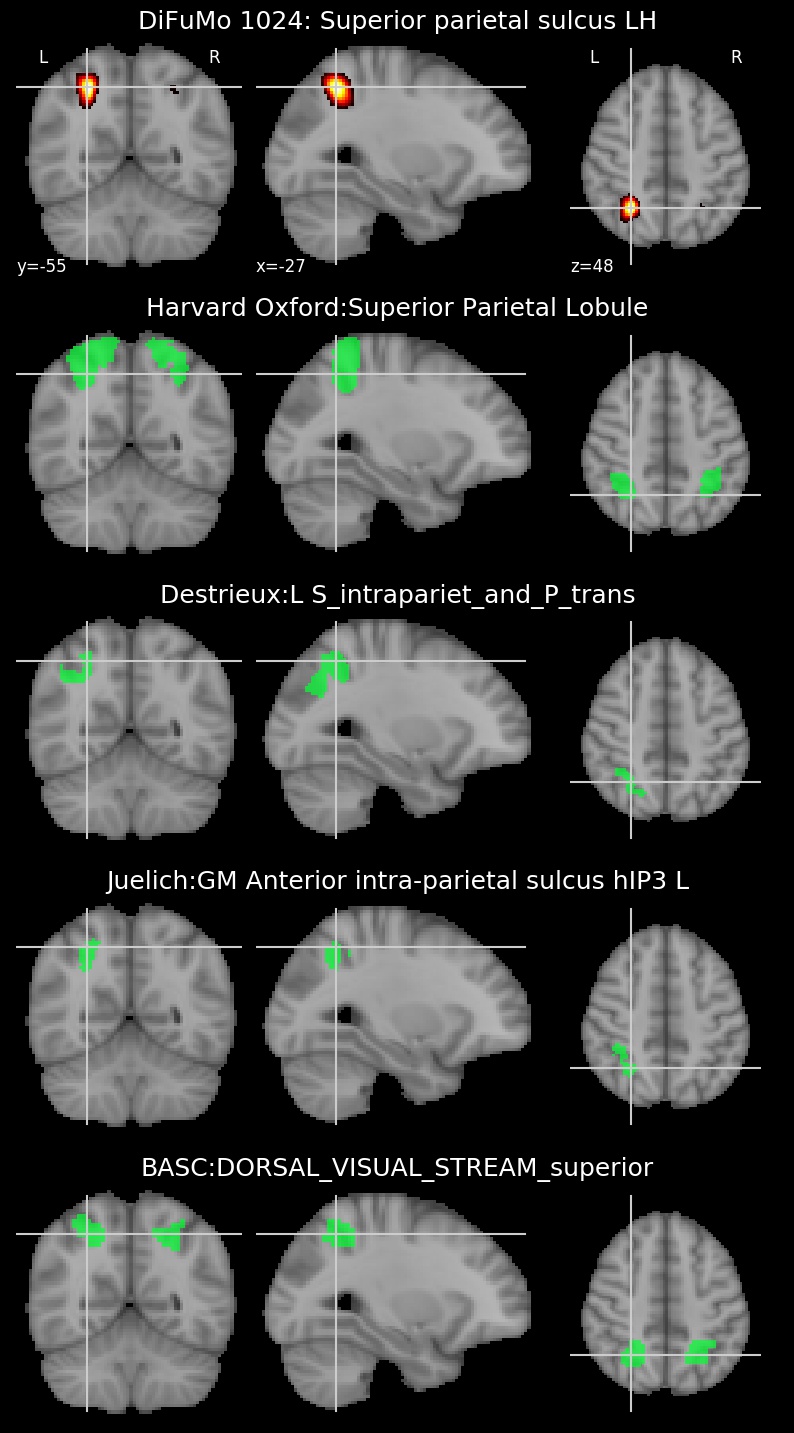 DiFuMo 1024: Superior parietal sulcus LH
L R L R
y=-55 x=-27 z=48
Harvard Oxford:Superior Parietal Lobule
Destrieux:L S_intrapariet_and_P_trans
Juelich:GM Anterior intra-parietal sulcus hIP3 L
BASC:DORSAL_VISUAL_STREAM_superior